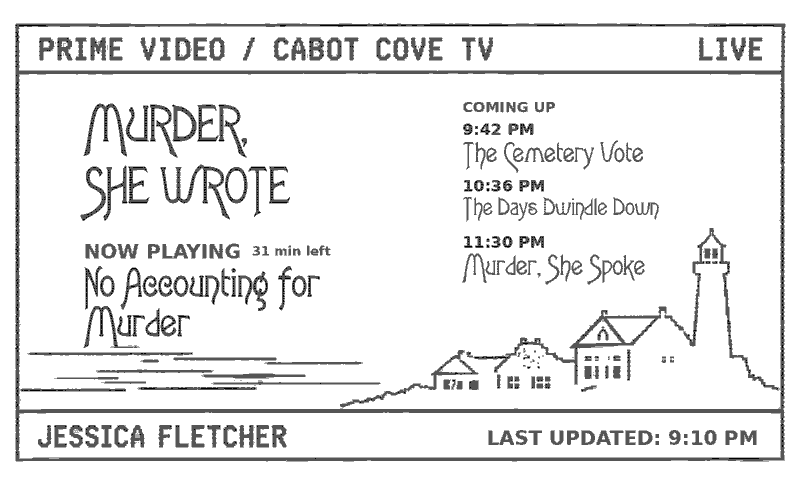 PRIME VIDEO / CABOT COVE TV
LIVE
MURDER,
SHE WROTE
NOW PLAYING 31 min left
No Accounting for
Murder
COMING UP
9:42 PM
The Cemetery Vote
10:36 PM
The Days Dwindle Down
11:30 PM
Murder, She Spoke
JESSICA FLETCHER
LAST UPDATED: 9:10 PM